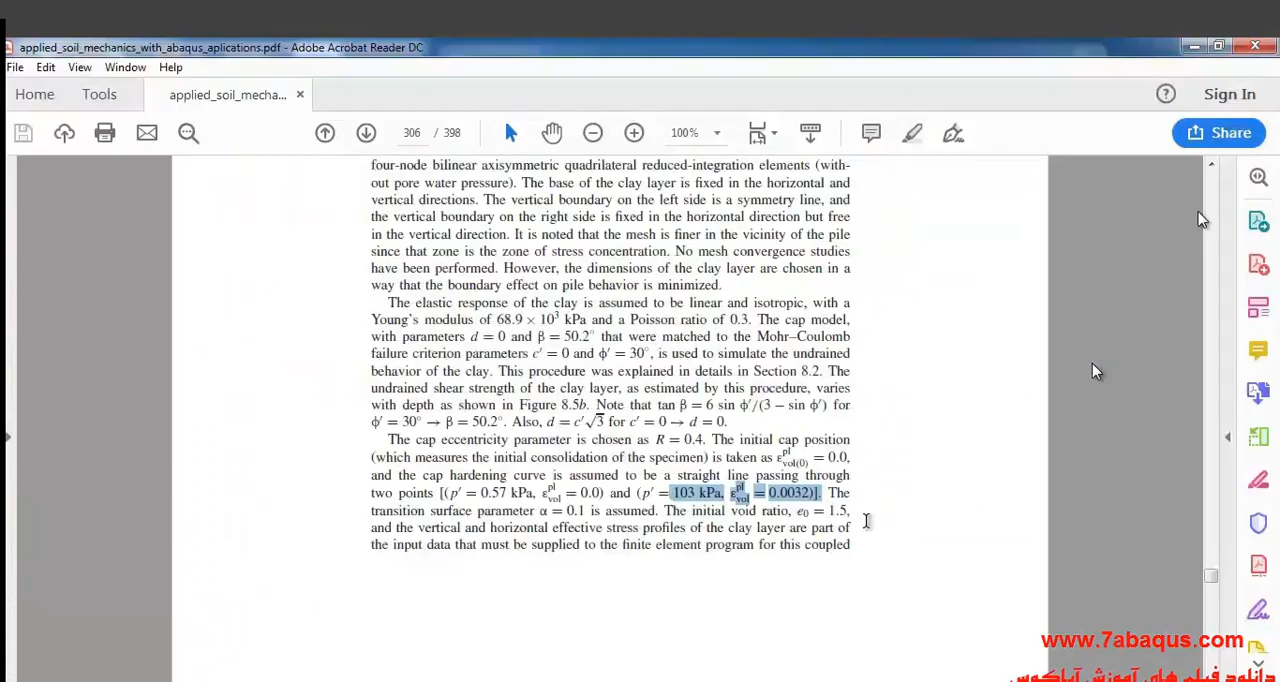 applied_soil_mechanics_with_abaqus_aplications.pdf - Adobe Acrobat Reader DC
File Edit View Window Help
Home Tools applied_soil_mecha... × Sign In
306 / 398 100% Share
four-node bilinear axisymmetric quadrilateral reduced-integration elements (with-
out pore water pressure). The base of the clay layer is fixed in the horizontal and
vertical directions. The vertical boundary on the left side is a symmetry line, and
the vertical boundary on the right side is fixed in the horizontal direction but free
in the vertical direction. It is noted that the mesh is finer in the vicinity of the pile
since that zone is the zone of stress concentration. No mesh convergence studies
have been performed. However, the dimensions of the clay layer are chosen in a
way that the boundary effect on pile behavior is minimized.
The elastic response of the clay is assumed to be linear and isotropic, with a
Young's modulus of 68.9 × 10³ kPa and a Poisson ratio of 0.3. The cap model,
with parameters d = 0 and β = 50.2° that were matched to the Mohr–Coulomb
failure criterion parameters c′ = 0 and ϕ′ = 30°, is used to simulate the undrained
behavior of the clay. This procedure was explained in details in Section 8.2. The
undrained shear strength of the clay layer, as estimated by this procedure, varies
with depth as shown in Figure 8.5b. Note that tan β = 6 sin ϕ′/(3 − sin ϕ′) for
ϕ′ = 30° → β = 50.2°. Also, d = c′√3 for c′ = 0 → d = 0.
The cap eccentricity parameter is chosen as R = 0.4. The initial cap position
(which measures the initial consolidation of the specimen) is taken as ε^pl_vol(0) = 0.0,
and the cap hardening curve is assumed to be a straight line passing through
two points [(p′ = 0.57 kPa, ε^pl_vol = 0.0) and (p′ = 103 kPa, ε^pl_vol = 0.0032)]. The
transition surface parameter α = 0.1 is assumed. The initial void ratio, e₀ = 1.5,
and the vertical and horizontal effective stress profiles of the clay layer are part of
the input data that must be supplied to the finite element program for this coupled
www.7abaqus.com
دانلود فیلم های آموزش آباکوس